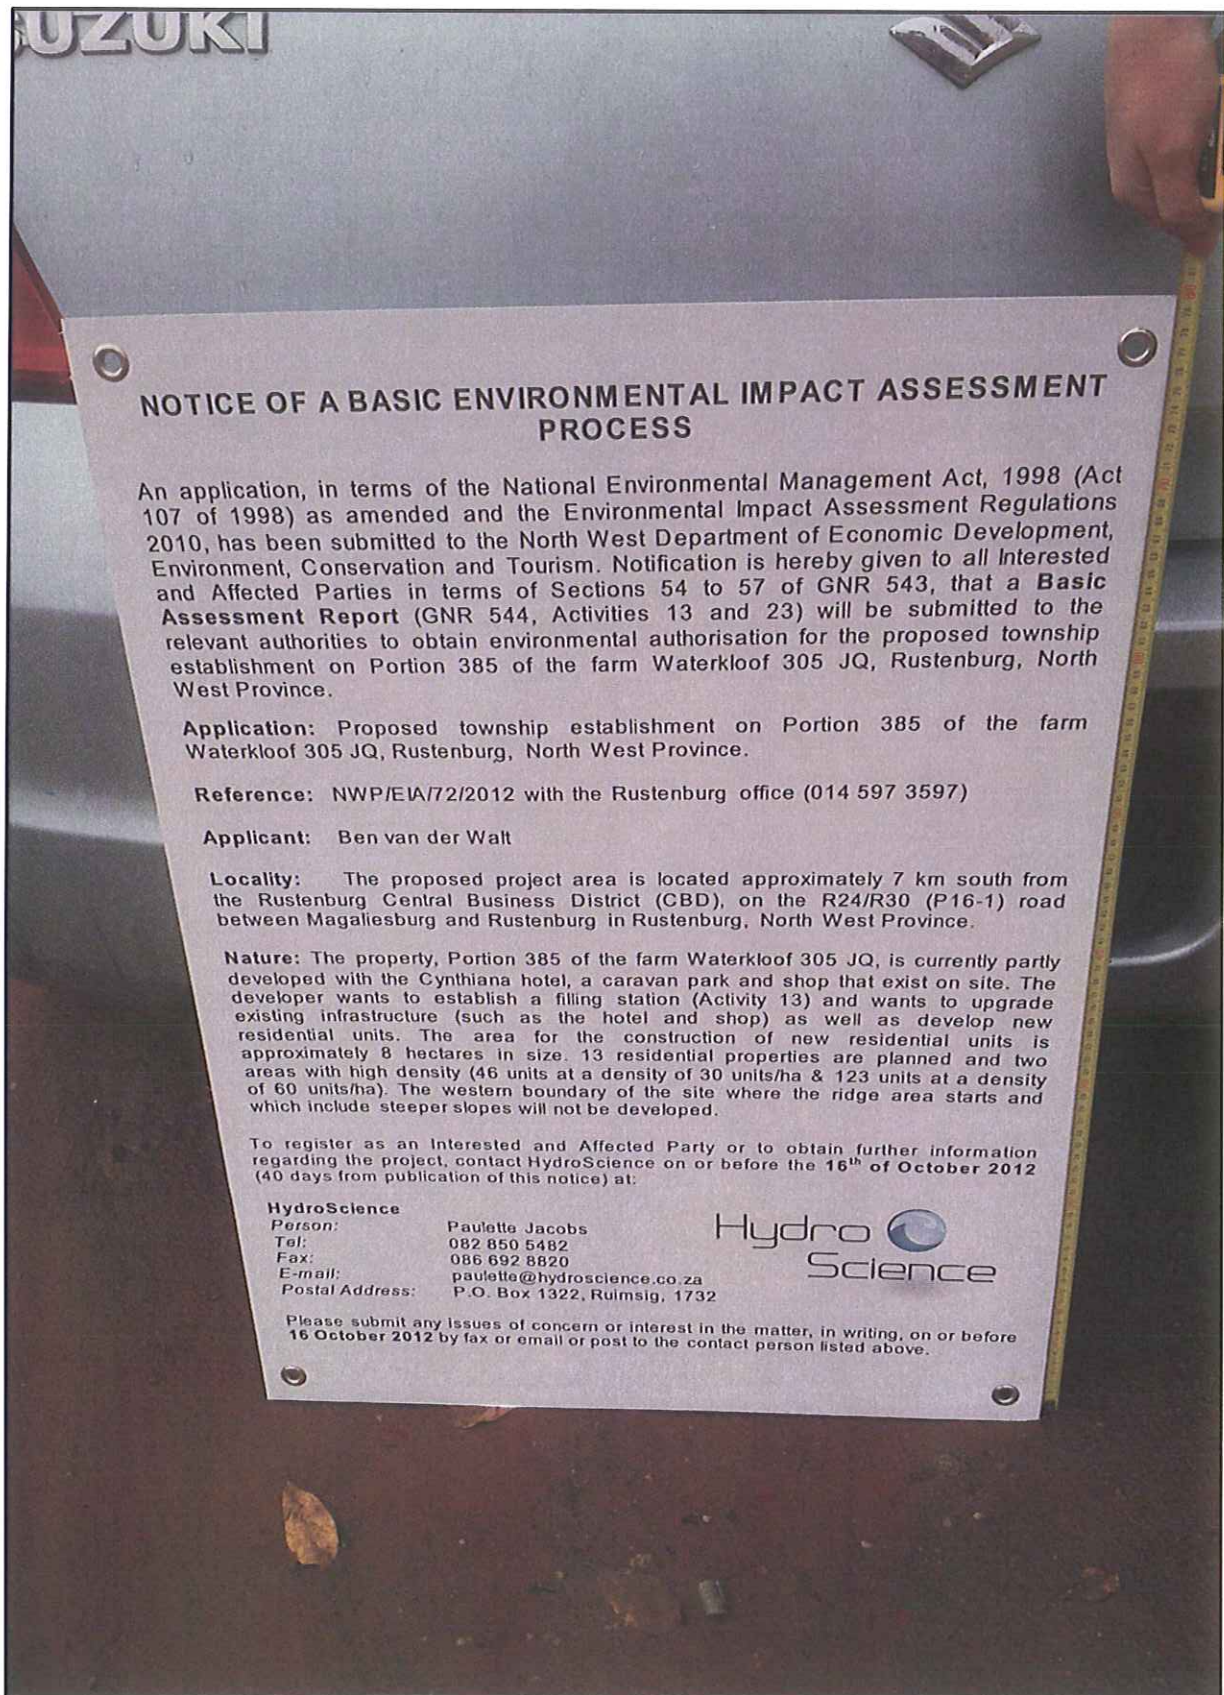 SUZUKI
NOTICE OF A BASIC ENVIRONMENTAL IMPACT ASSESSMENT
PROCESS
An application, in terms of the National Environmental Management Act, 1998 (Act
107 of 1998) as amended and the Environmental Impact Assessment Regulations
2010, has been submitted to the North West Department of Economic Development,
Environment, Conservation and Tourism. Notification is hereby given to all Interested
and Affected Parties in terms of Sections 54 to 57 of GNR 543, that a Basic
Assessment Report (GNR 544, Activities 13 and 23) will be submitted to the
relevant authorities to obtain environmental authorisation for the proposed township
establishment on Portion 385 of the farm Waterkloof 305 JQ, Rustenburg, North
West Province.
Application: Proposed township establishment on Portion 385 of the farm
Waterkloof 305 JQ, Rustenburg, North West Province.
Reference: NWP/EIA/72/2012 with the Rustenburg office (014 597 3597)
Applicant: Ben van der Walt
Locality: The proposed project area is located approximately 7 km south from
the Rustenburg Central Business District (CBD), on the R24/R30 (P16-1) road
between Magaliesburg and Rustenburg in Rustenburg, North West Province.
Nature: The property, Portion 385 of the farm Waterkloof 305 JQ, is currently partly
developed with the Cynthiana hotel, a caravan park and shop that exist on site. The
developer wants to establish a filling station (Activity 13) and wants to upgrade
existing infrastructure (such as the hotel and shop) as well as develop new
residential units. The area for the construction of new residential units is
approximately 8 hectares in size. 13 residential properties are planned and two
areas with high density (46 units at a density of 30 units/ha & 123 units at a density
of 60 units/ha). The western boundary of the site where the ridge area starts and
which include steeper slopes will not be developed.
To register as an Interested and Affected Party or to obtain further information
regarding the project, contact HydroScience on or before the 16th of October 2012
(40 days from publication of this notice) at:
HydroScience
Person: Paulette Jacobs
Tel: 082 850 5482
Fax: 086 692 8820
E-mail: paulette@hydroscience.co.za
Postal Address: P.O. Box 1322, Ruimsig, 1732
Hydro
Science
Please submit any issues of concern or interest in the matter, in writing, on or before
16 October 2012 by fax or email or post to the contact person listed above.